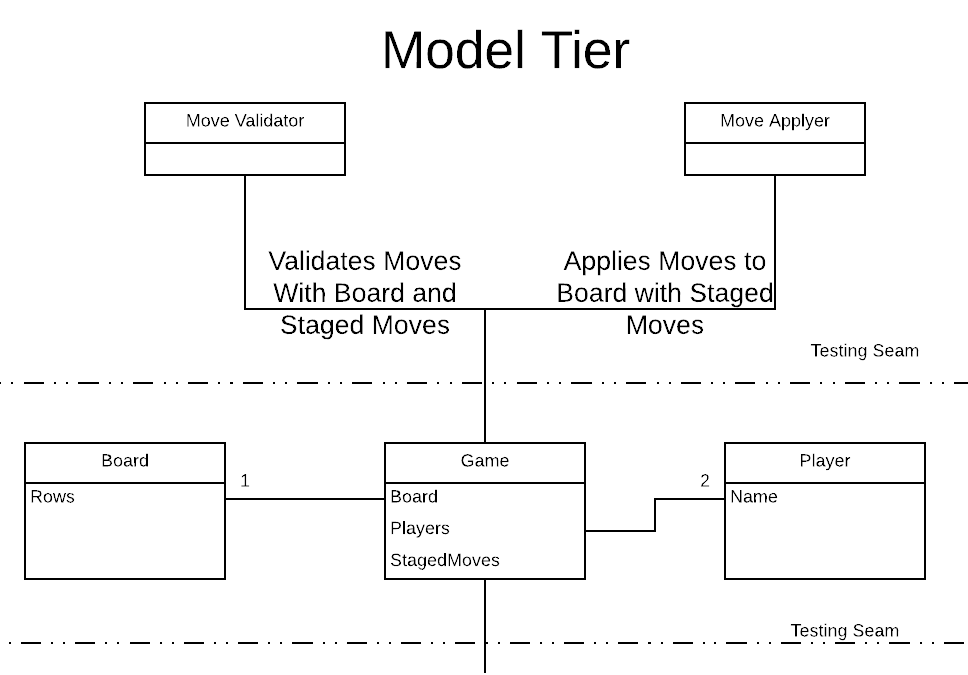 Model Tier
Move Validator
Move Applyer
Validates Moves
With Board and
Staged Moves
Applies Moves to
Board with Staged
Moves
Testing Seam
Board
Rows
1
Game
Board
Players
StagedMoves
2
Player
Name
Testing Seam